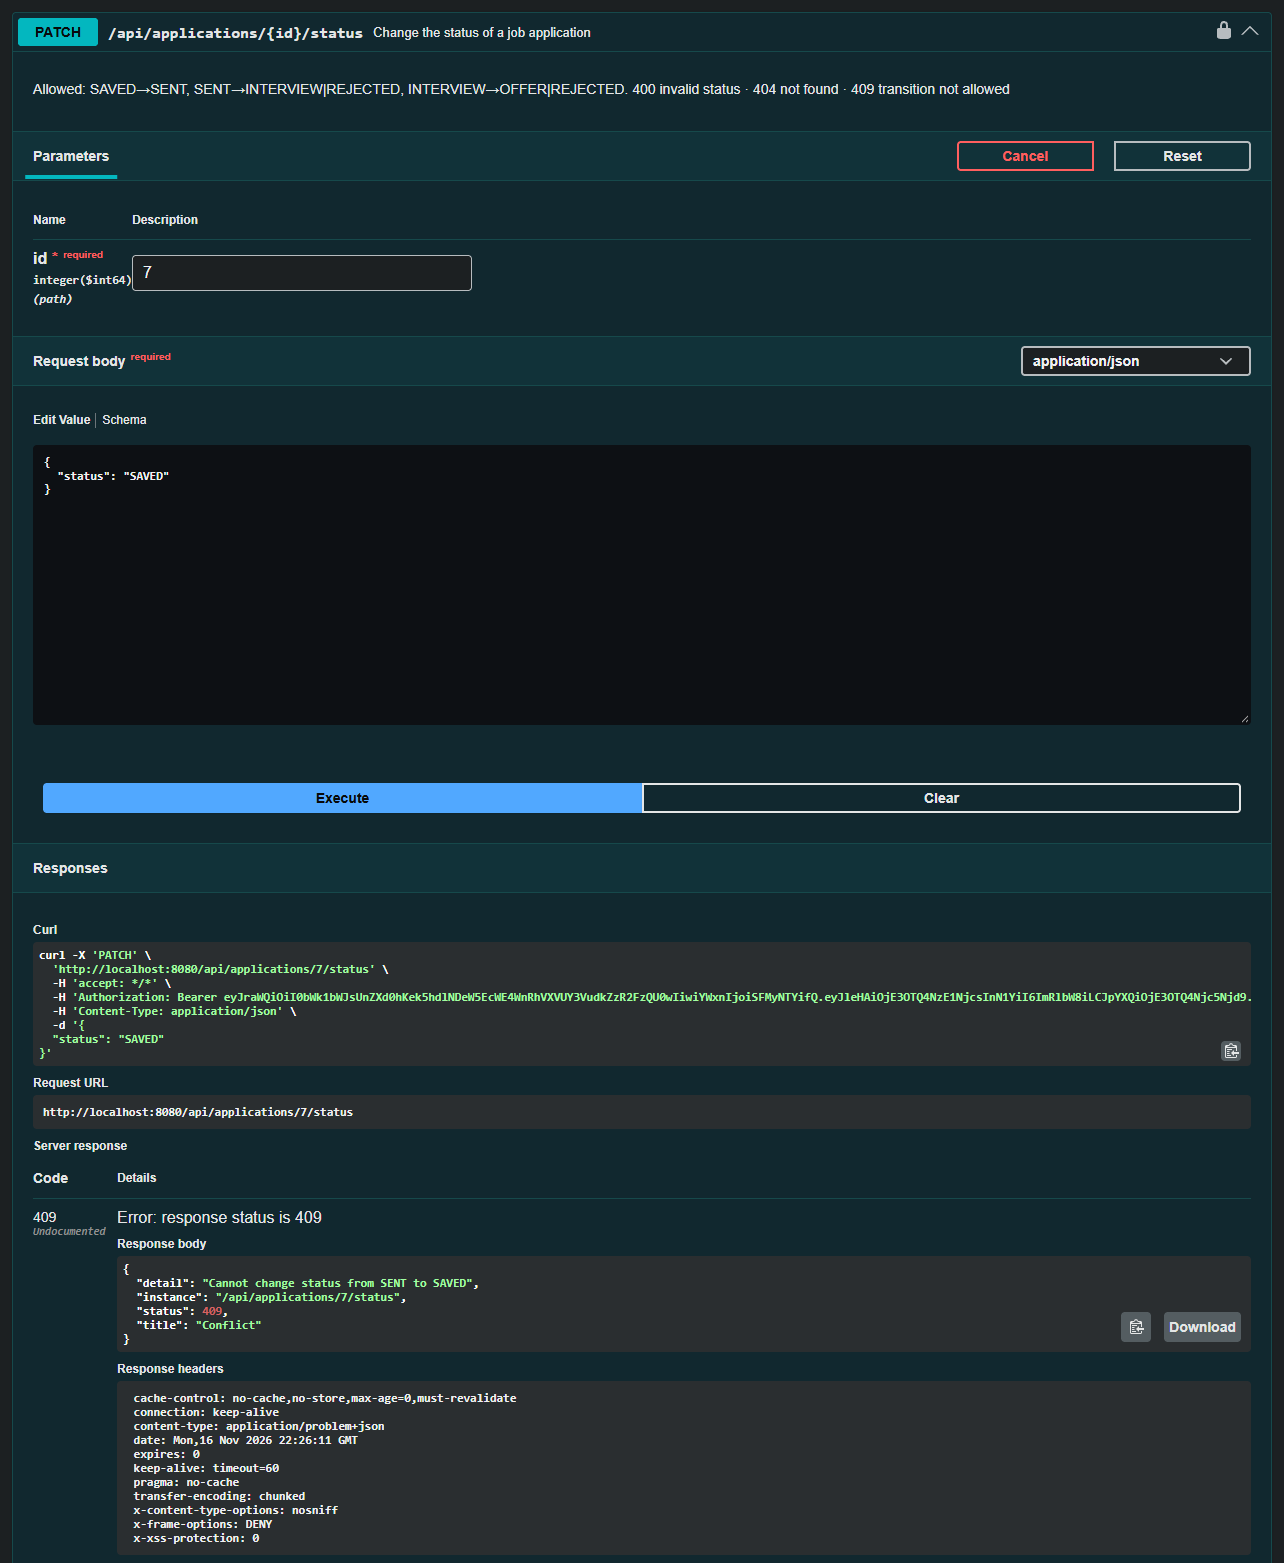 PATCH /api/applications/{id}/status Change the status of a job application
Allowed: SAVED→SENT, SENT→INTERVIEW|REJECTED, INTERVIEW→OFFER|REJECTED. 400 invalid status · 404 not found · 409 transition not allowed
Parameters
Cancel
Reset
Name Description
id * required
integer($int64)
(path)
7
Request body required
application/json
Edit Value | Schema
{
  "status": "SAVED"
}
Execute
Clear
Responses
Curl
curl -X 'PATCH' \
  'http://localhost:8080/api/applications/7/status' \
  -H 'accept: */*' \
  -H 'Authorization: Bearer
  -H 'Content-Type: application/json' \
  -d '{
  "status": "SAVED"
}'
Request URL
http://localhost:8080/api/applications/7/status
Server response
Code Details
409
Undocumented
Error: response status is 409
Response body
{
  "detail": "Cannot change status from SENT to SAVED",
  "instance": "/api/applications/7/status",
  "status": 409,
  "title": "Conflict"
}
Download
Response headers
cache-control: no-cache,no-store,max-age=0,must-revalidate
connection: keep-alive
content-type: application/problem+json
date: Mon,16 Nov 2026 22:26:11 GMT
expires: 0
keep-alive: timeout=60
pragma: no-cache
transfer-encoding: chunked
x-content-type-options: nosniff
x-frame-options: DENY
x-xss-protection: 0